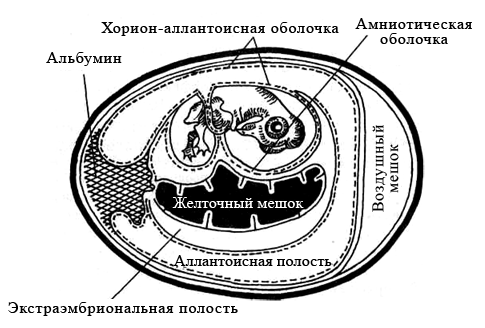 Хорион-аллантоисная оболочка
Амниотическая
оболочка
Альбумин
Воздушный
мешок
Желточный мешок
Аллантоисная полость
Экстраэмбриональная полость